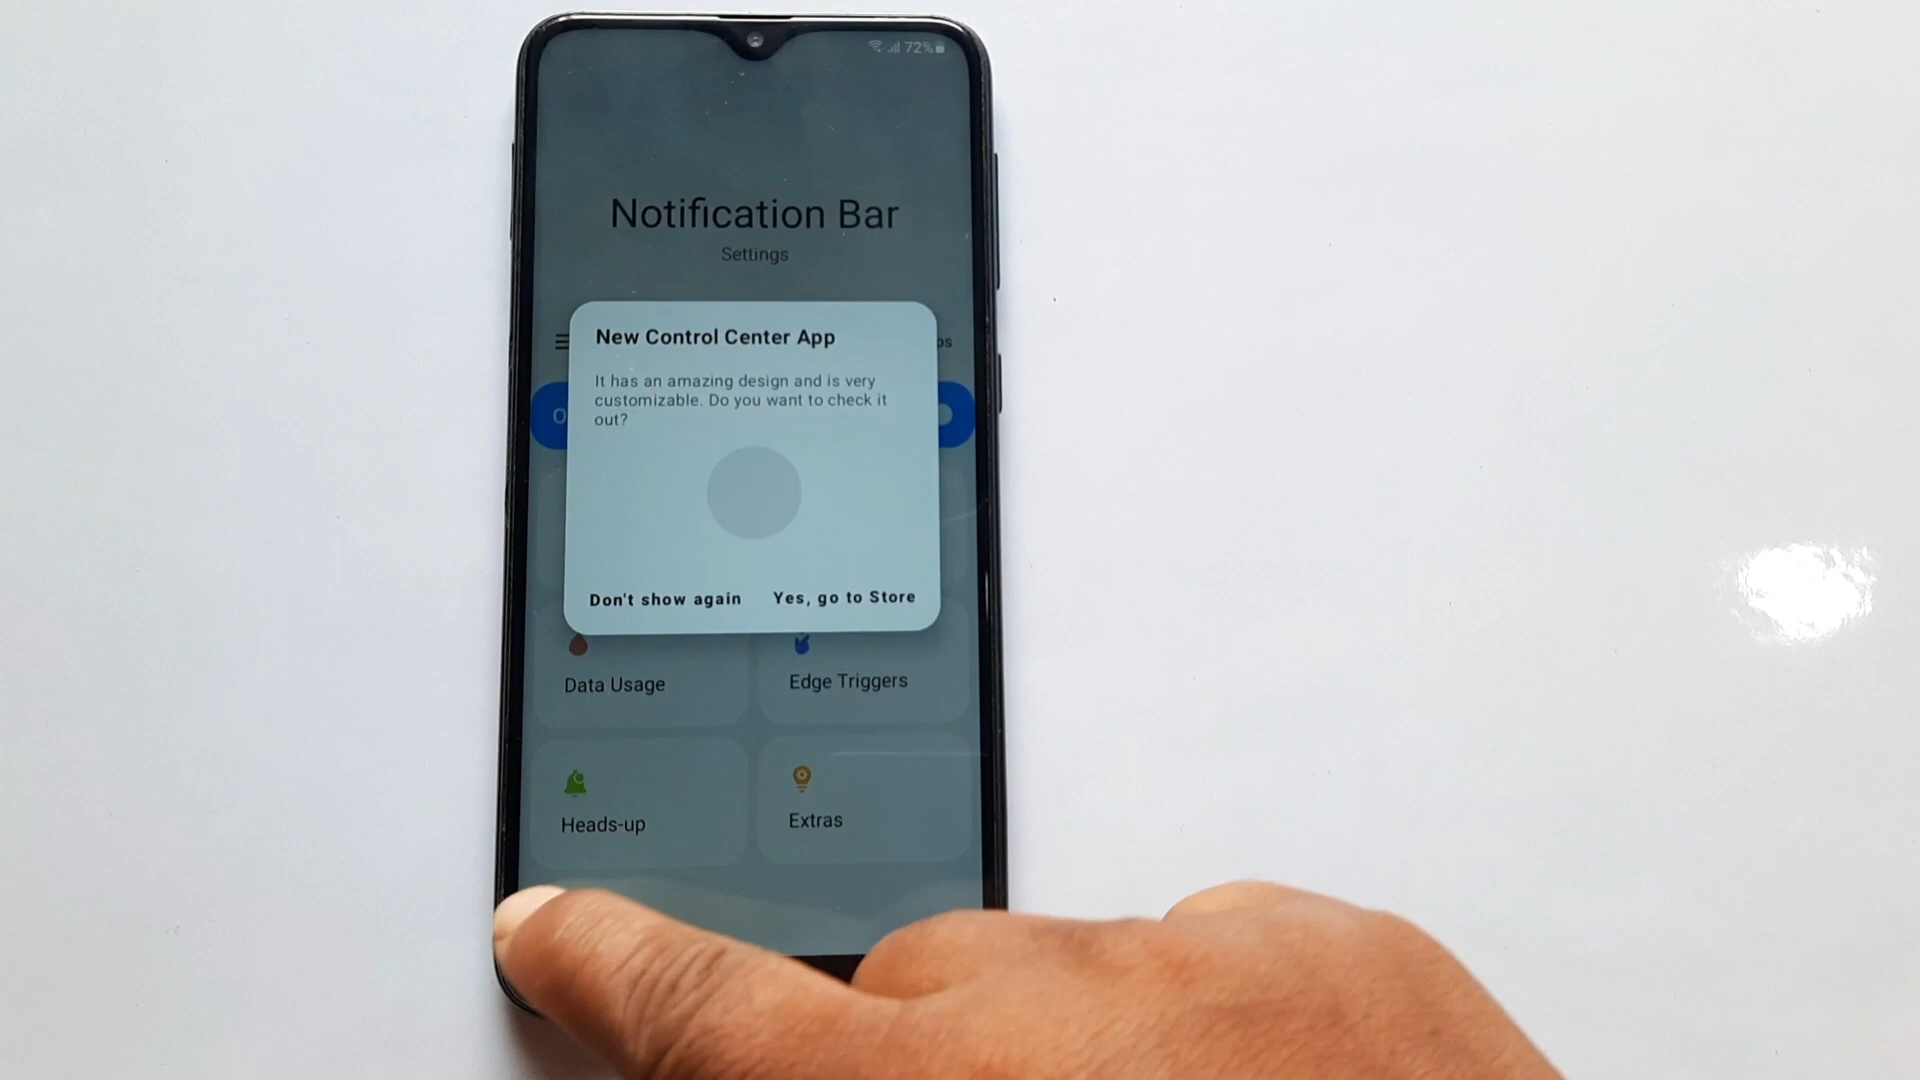 72%
Notification Bar
Settings
New Control Center App
It has an amazing design and is very
customizable. Do you want to check it
out?
Don't show again
Yes, go to Store
Data Usage
Edge Triggers
Heads-up
Extras